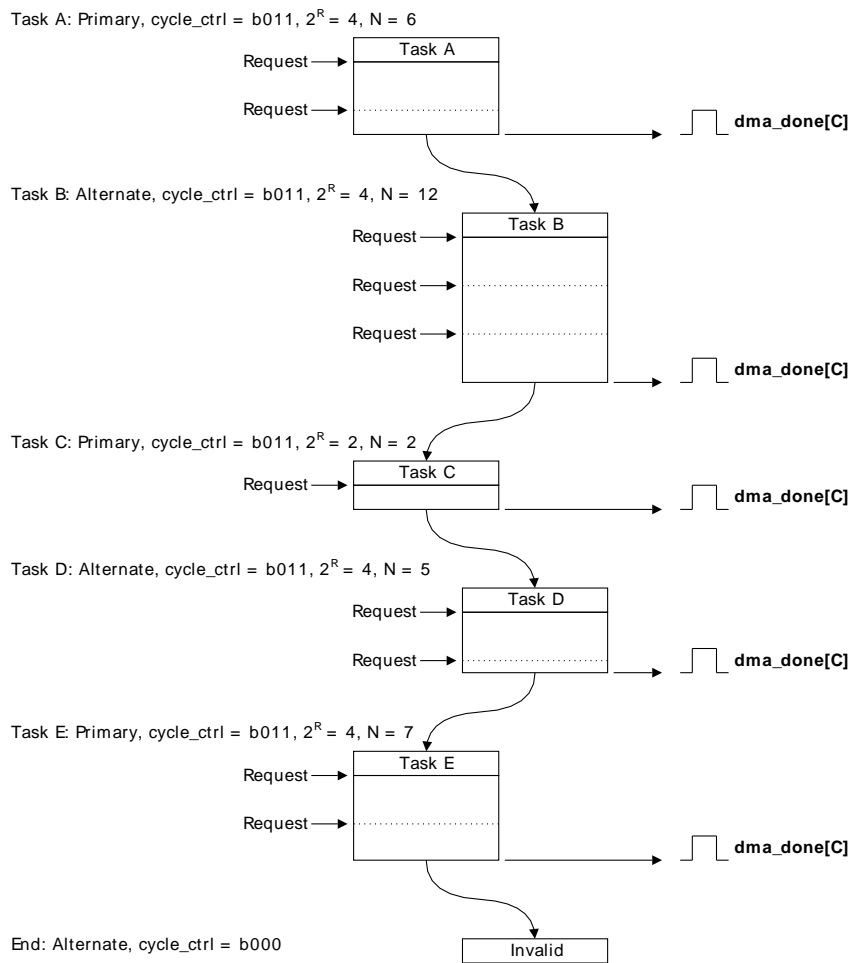 Task A: Primary, cycle_ctrl = b011, 2^R = 4, N = 6
Task A
Request
Request
dma_done[C]
Task B: Alternate, cycle_ctrl = b011, 2^R = 4, N = 12
Task B
Request
Request
Request
dma_done[C]
Task C: Primary, cycle_ctrl = b011, 2^R = 2, N = 2
Task C
Request
dma_done[C]
Task D: Alternate, cycle_ctrl = b011, 2^R = 4, N = 5
Task D
Request
Request
dma_done[C]
Task E: Primary, cycle_ctrl = b011, 2^R = 4, N = 7
Task E
Request
Request
dma_done[C]
End: Alternate, cycle_ctrl = b000
Invalid